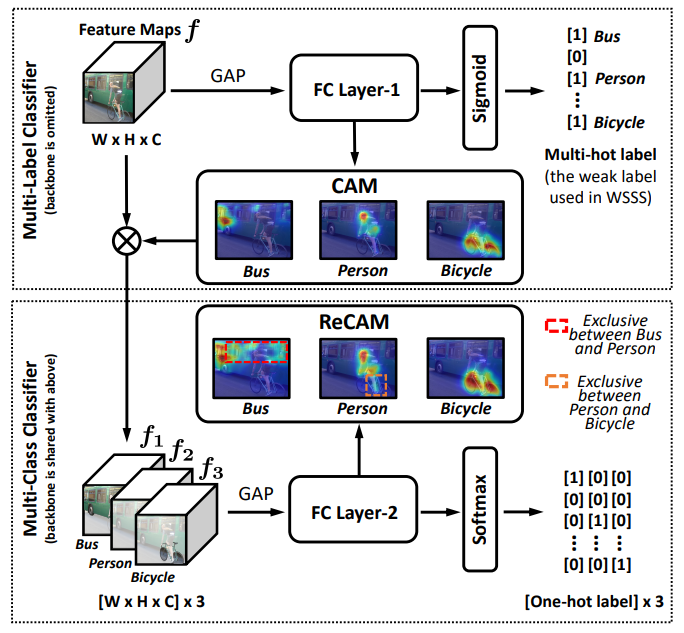 Multi-Label Classifier
(backbone is omitted)
Feature Maps f
W x H x C
GAP
FC Layer-1
Sigmoid
[1] Bus
[0]
[1] Person
⋮
[1] Bicycle
Multi-hot label
(the weak label
used in WSSS)
CAM
Bus
Person
Bicycle
Multi-Class Classifier
(backbone is shared with above)
ReCAM
Bus
Person
Bicycle
Exclusive
between Bus
and Person
Exclusive
between
Person and
Bicycle
f1
f2
f3
Bus
Person
Bicycle
[W x H x C] x 3
GAP
FC Layer-2
Softmax
[1] [0] [0]
[0] [0] [0]
[0] [1] [0]
⋮ ⋮ ⋮
[0] [0] [1]
[One-hot label] x 3